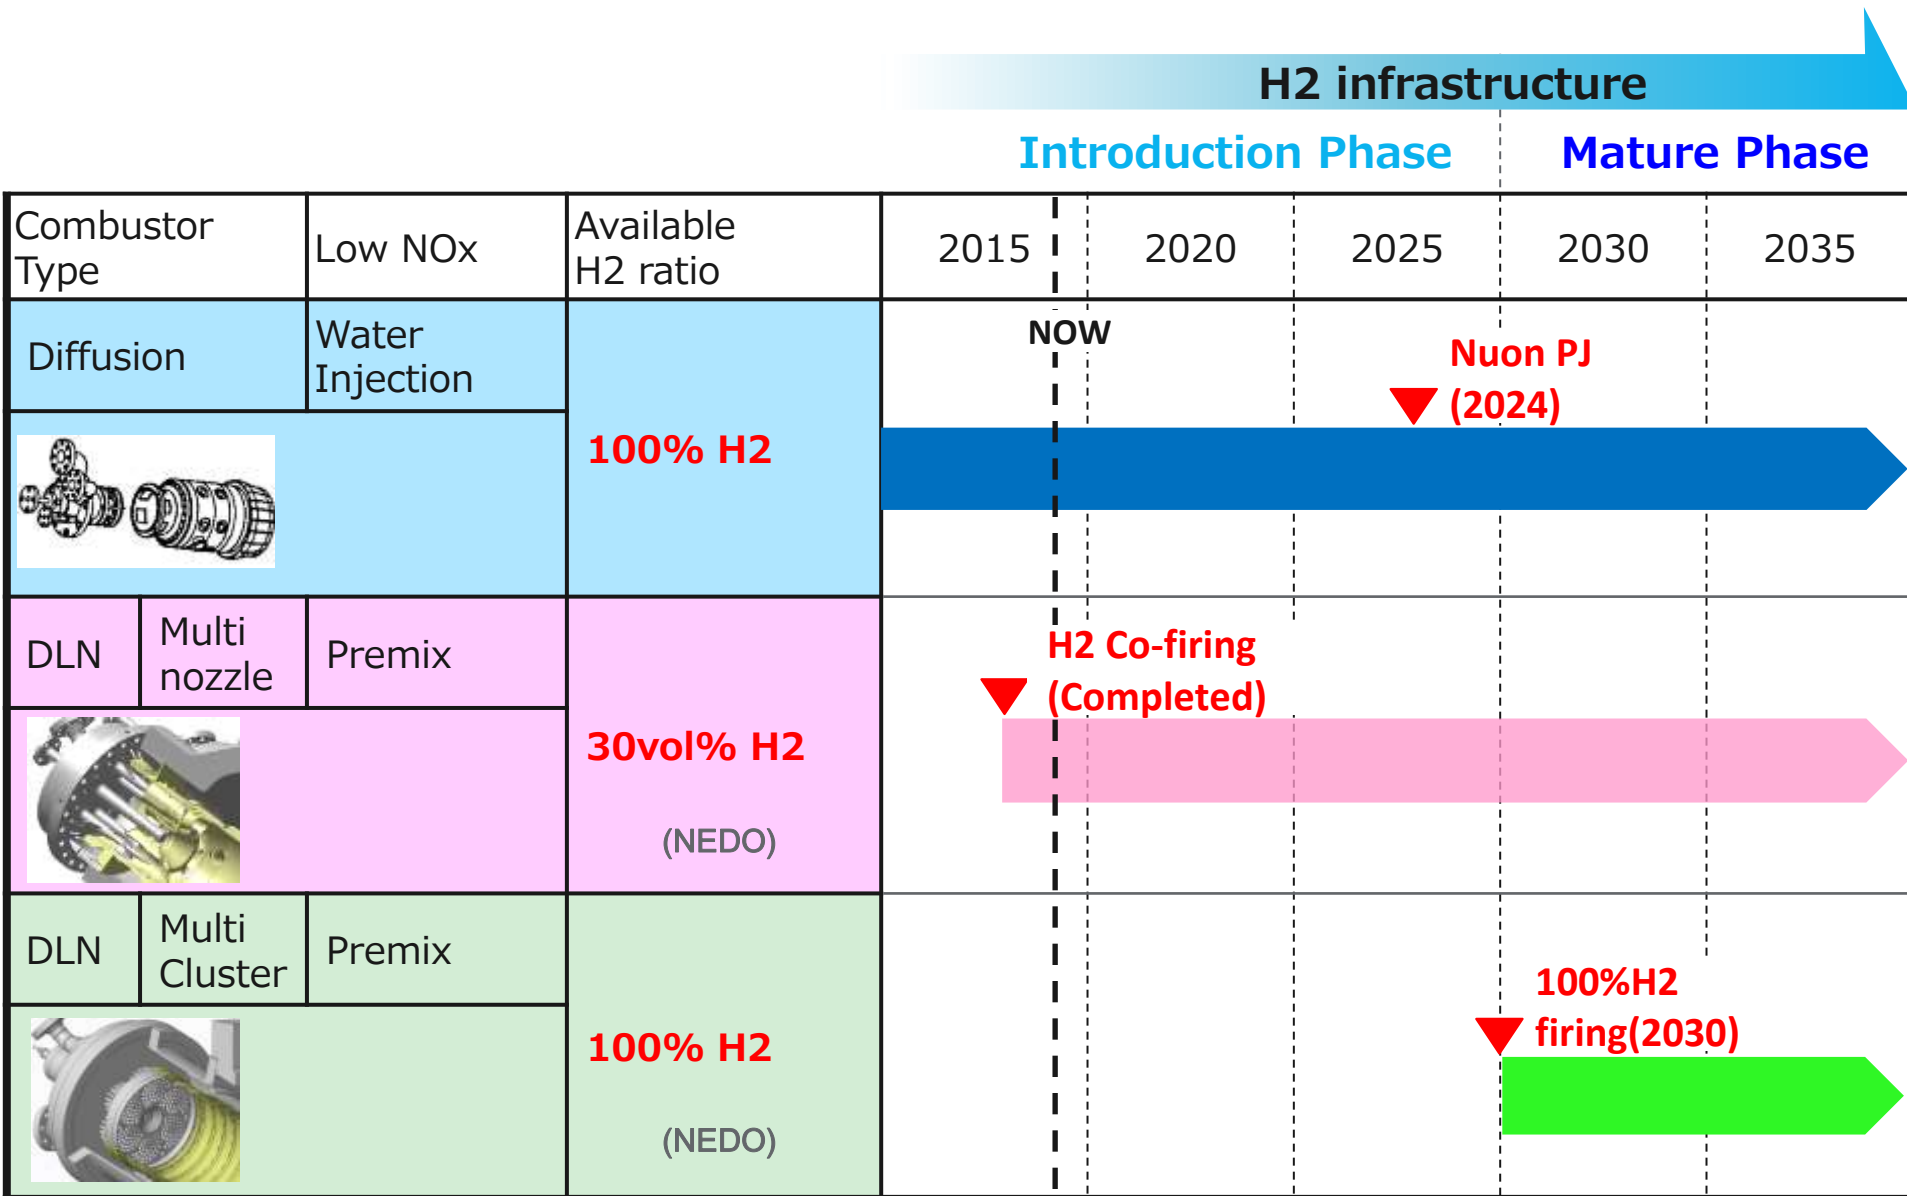 H2 infrastructure
Introduction Phase
Mature Phase
Combustor
Type
Low NOx
Available
H2 ratio
2015
2020
2025
2030
2035
Diffusion
Water
Injection
100% H2
NOW
Nuon PJ
(2024)
DLN
Multi
nozzle
Premix
30vol% H2
(NEDO)
H2 Co-firing
(Completed)
DLN
Multi
Cluster
Premix
100% H2
(NEDO)
100%H2
firing(2030)